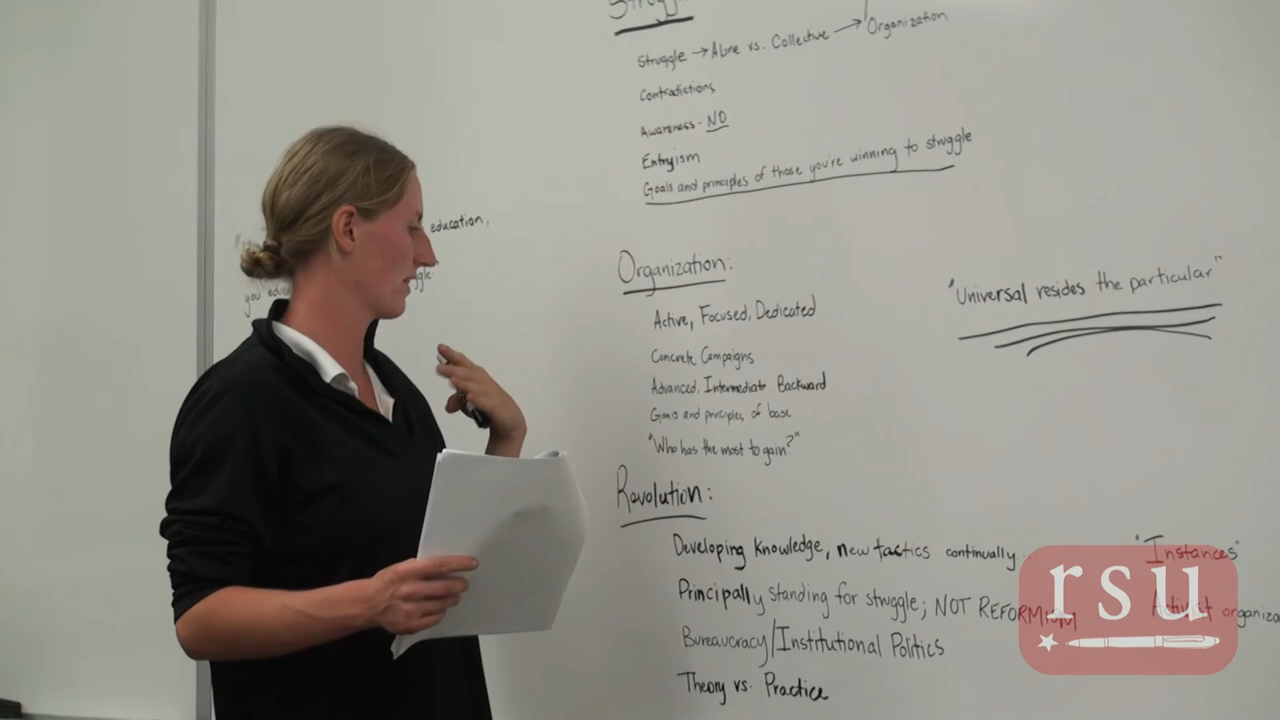 Struggle
Struggle → Alone vs. Collective → Organization
Contradictions
Awareness - NO
Entryism
Goals and principles of those you're winning to struggle
education,
you
Organization:
Active, Focused, Dedicated
Concrete Campaigns
Advanced, Intermediate Backward
Goals and principles of base
"Who has the most to gain?"
"Universal resides the particular"
Revolution:
Developing Knowledge, new tactics continually...
"Instances"
Principally standing for struggle; NOT REFORMISM
Activist organiza
Bureaucracy/Institutional Politics
Theory vs. Practice
rsu